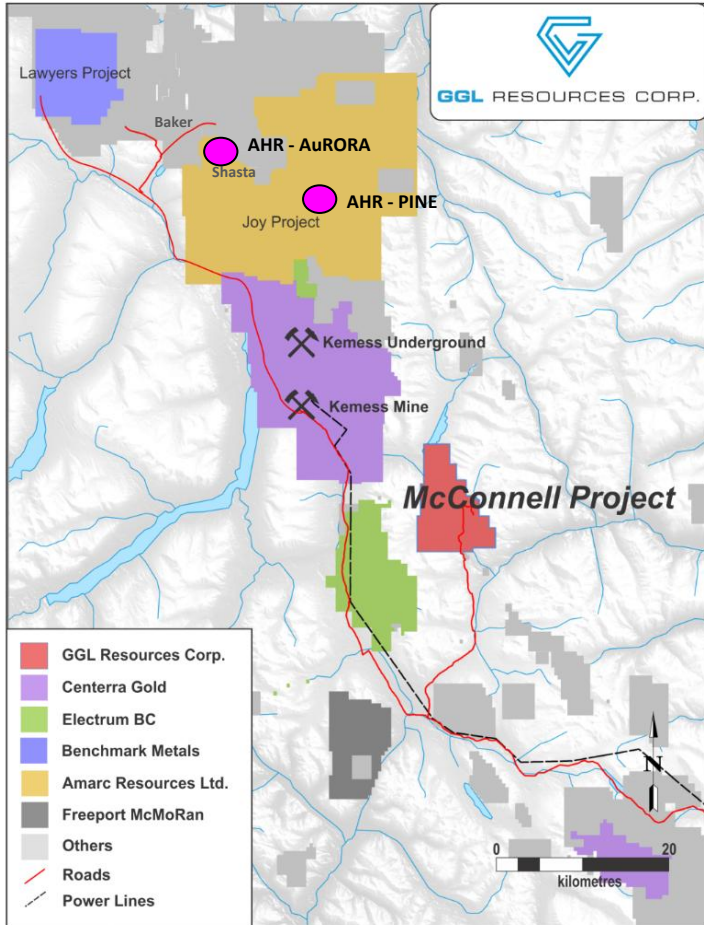 GGL RESOURCES CORP.
Lawyers Project
Baker
AHR - AuRORA
Shasta
AHR - PINE
Joy Project
Kemess Underground
Kemess Mine
McConnell Project
GGL Resources Corp.
Centerra Gold
Electrum BC
Benchmark Metals
Amarc Resources Ltd.
Freeport McMoRan
Others
Roads
Power Lines
N
0 20
kilometres